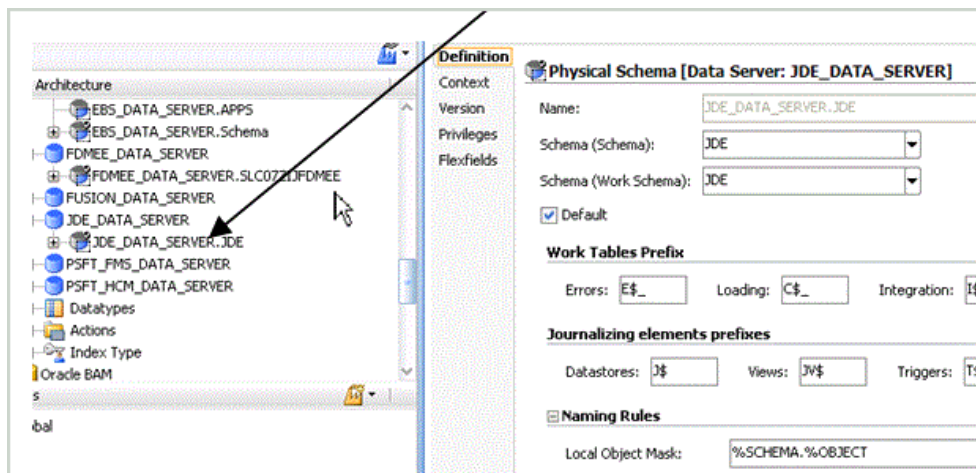 Architecture
EBS_DATA_SERVER.APPS
EBS_DATA_SERVER.Schema
FDMEE_DATA_SERVER
FDMEE_DATA_SERVER.SLC07ZIJFDMEE
FUSION_DATA_SERVER
JDE_DATA_SERVER
JDE_DATA_SERVER.JDE
PSFT_FMS_DATA_SERVER
PSFT_HCM_DATA_SERVER
Datatypes
Actions
Index Type
Oracle BAM
s
bal
Definition
Context
Version
Privileges
Flexfields
Physical Schema [Data Server: JDE_DATA_SERVER]
Name: JDE_DATA_SERVER.JDE
Schema (Schema): JDE
Schema (Work Schema): JDE
Default
Work Tables Prefix
Errors: E$_ Loading: C$_ Integration: I$
Journalizing elements prefixes
Datastores: J$ Views: JV$ Triggers: T$
Naming Rules
Local Object Mask: %SCHEMA.%OBJECT